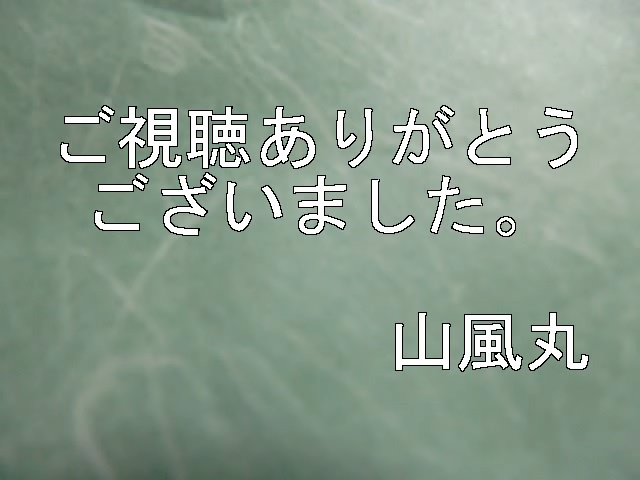 ご視聴ありがとう
ございました。
山風丸